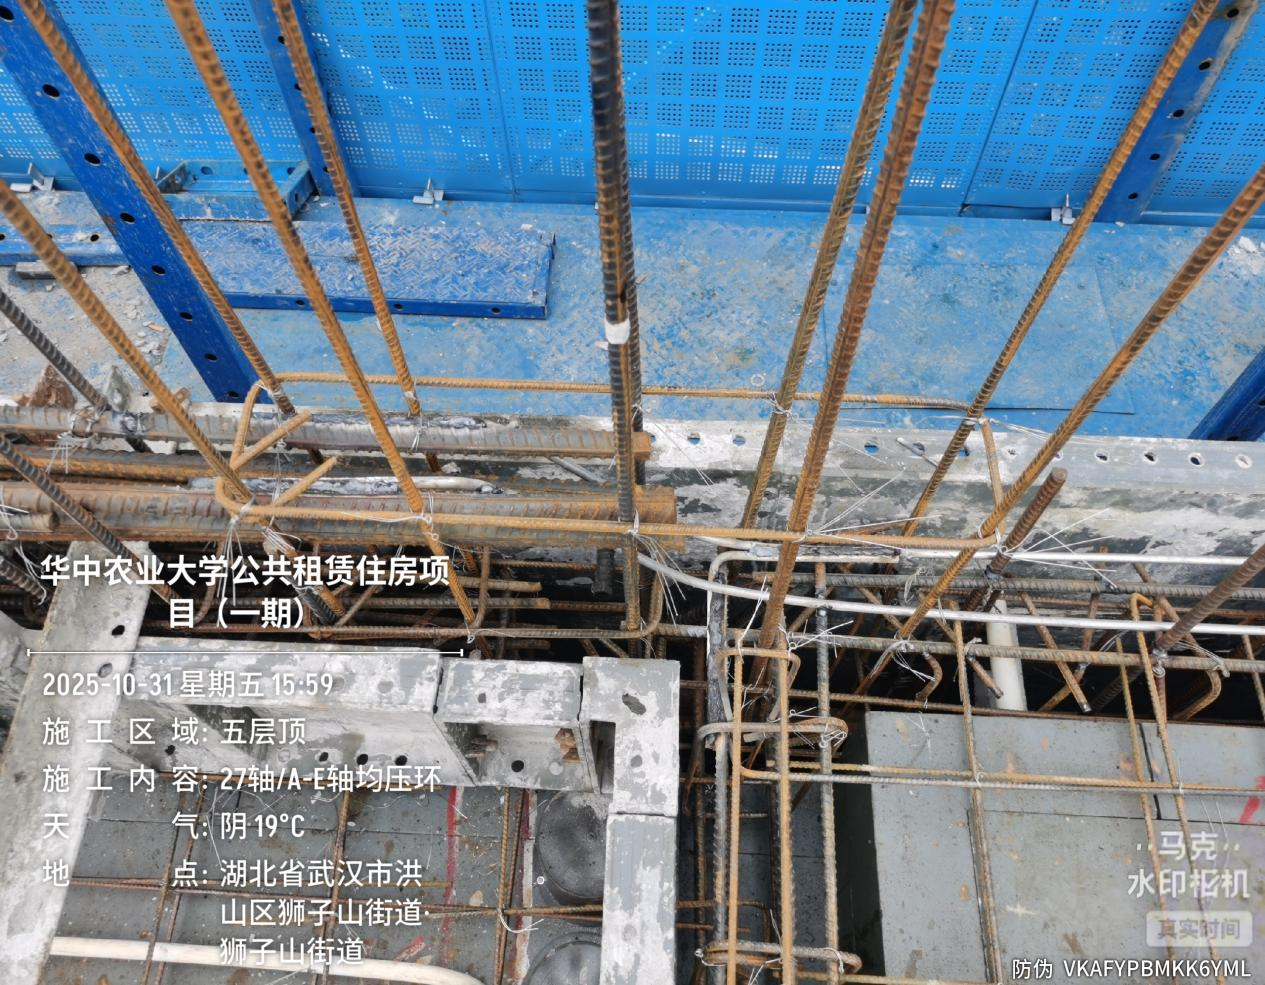 华中农业大学公共租赁住房项
目（一期）
2025-10-31 星期五 15:59
施工区域：五层顶
施工内容：27轴/A-E轴均压环
天气：阴 19°C
地点：湖北省武汉市洪
山区狮子山街道·
狮子山街道
马克
水印相机
真实时间
防伪 VKAFYPBMKK6YML